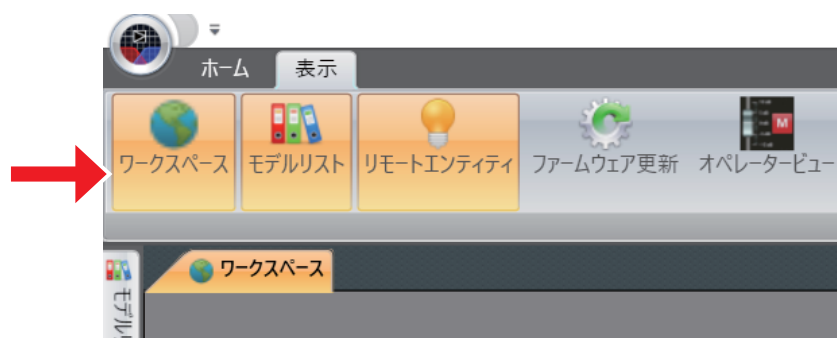 ホーム 表示
ワークスペース モデルリスト リモートエンティティ ファームウェア更新 オペレータービュー
M
ワークスペース
モデル